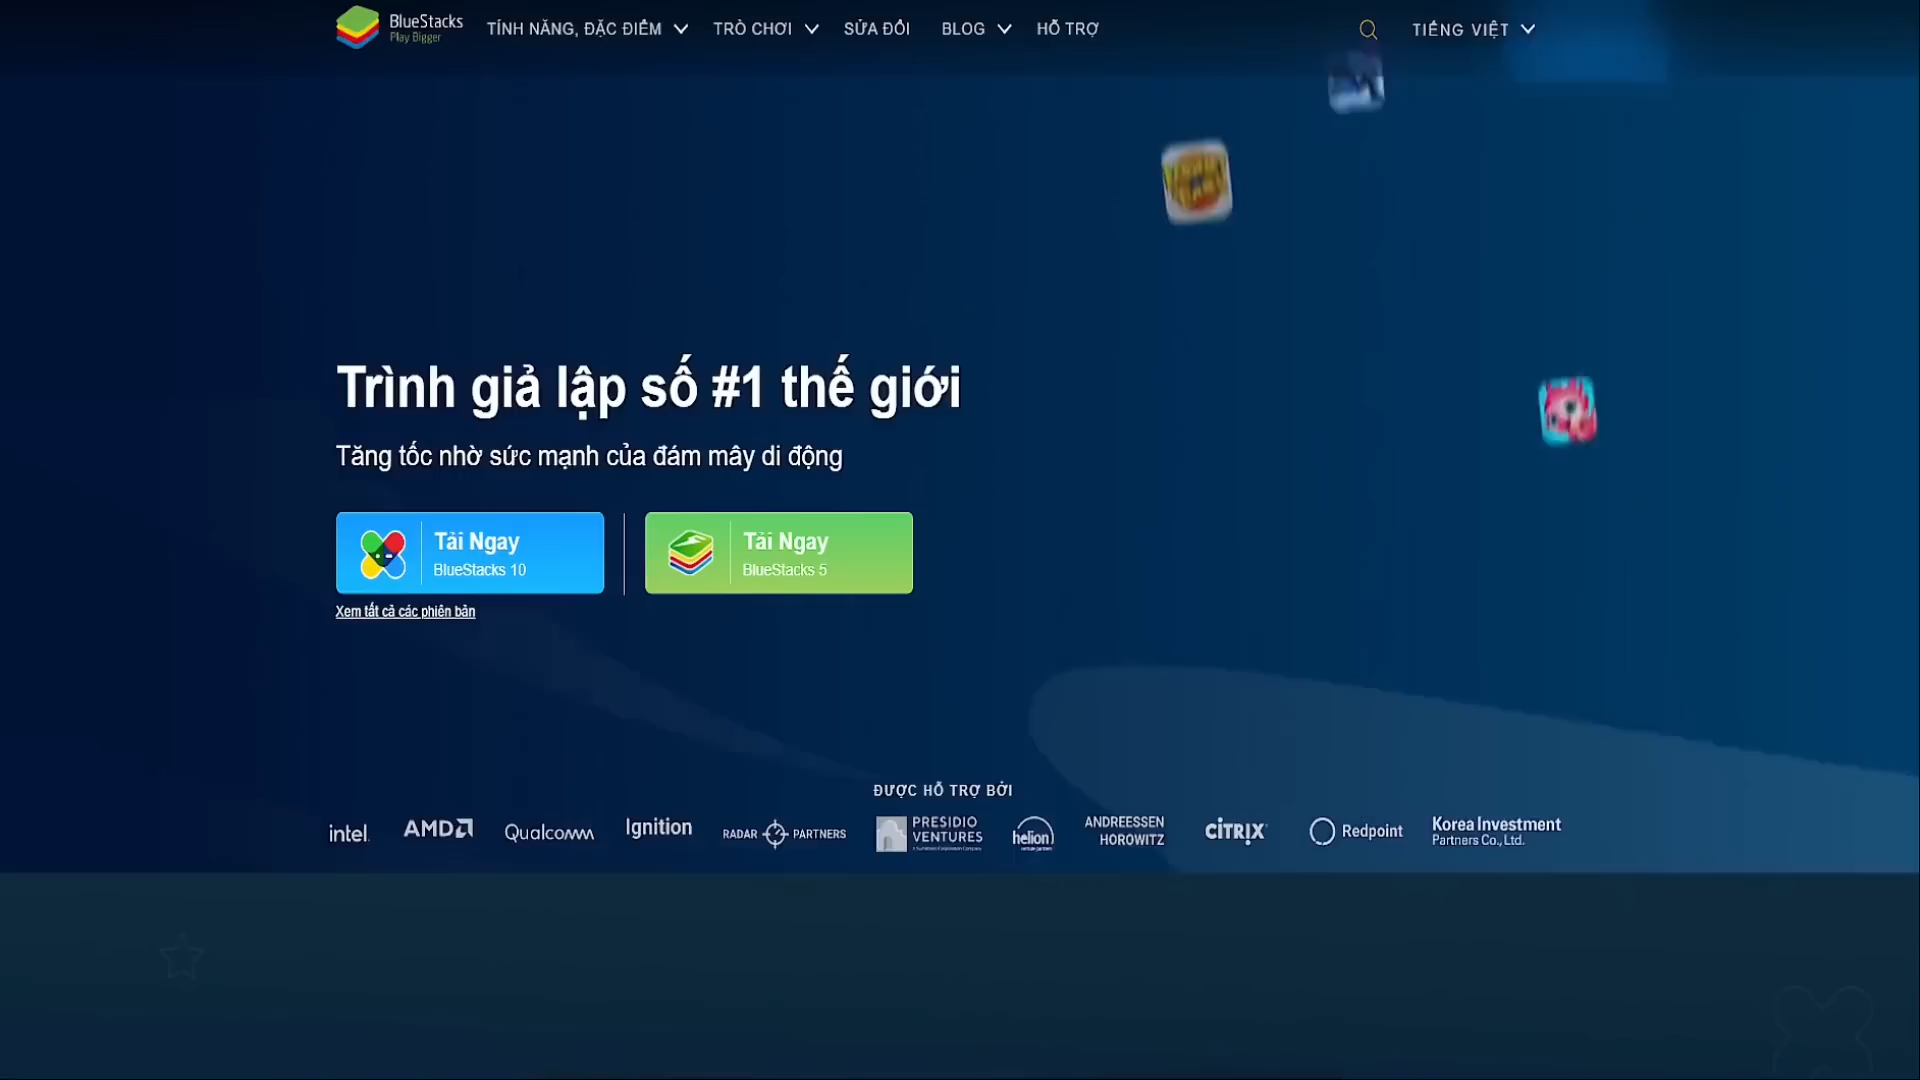 BlueStacks
Play Bigger
TÍNH NĂNG, ĐẶC ĐIỂM
TRÒ CHƠI
SỬA ĐỔI
BLOG
HỖ TRỢ
TIẾNG VIỆT
Trình giả lập số #1 thế giới
Tăng tốc nhờ sức mạnh của đám mây di động
Tải Ngay
BlueStacks 10
Tải Ngay
BlueStacks 5
Xem tất cả các phiên bản
ĐƯỢC HỖ TRỢ BỞI
intel.
AMD
Qualcomm
Ignition
RADAR PARTNERS
PRESIDIO
VENTURES
helion
ANDREESSEN
HOROWITZ
CITRIX
Redpoint
Korea Investment
Partners Co., Ltd.